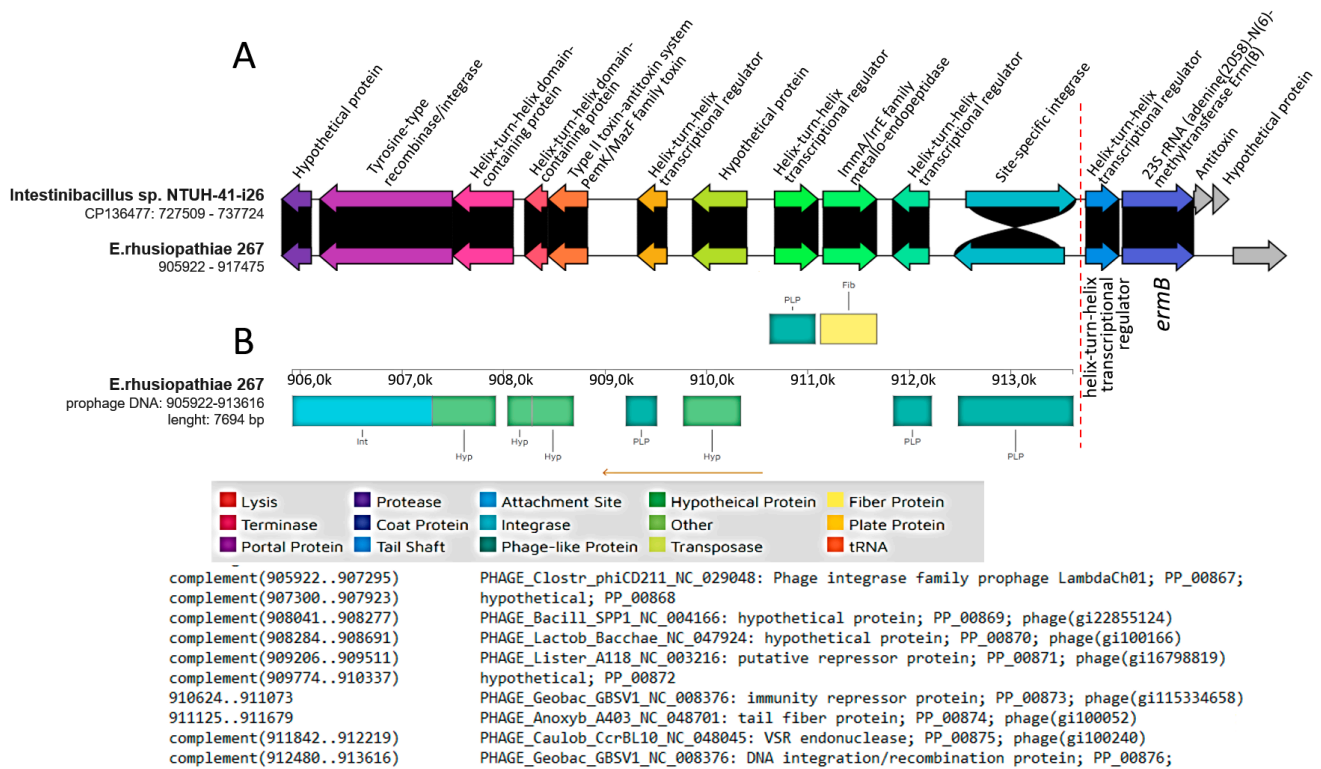 A
Hypothetical protein
Tyrosine-type
recombinase/integrase
Helix-turn-helix domain-
containing protein
Helix-turn-helix domain-
containing protein
Type II toxin-antitoxin system
PemK/MazF family toxin
Helix-turn-helix
transcriptional regulator
Hypothetical protein
Helix-turn-helix
transcriptional regulator
ImmA/IrrE family
metallo-endopeptidase
Helix-turn-helix
transcriptional regulator
Site-specific integrase
Helix-turn-helix
transcriptional regulator
23S rRNA (adenine(2058)-N(6)-
methyltransferase Erm(B)
Antitoxin
Hypothetical protein
Intestinibacillus sp. NTUH-41-i26
CP136477: 727509 - 737724
E.rhusiopathiae 267
905922 - 917475
helix-turn-helix
transcriptional
regulator
ermB
PLP
Fib
B
E.rhusiopathiae 267
prophage DNA: 905922-913616
lenght: 7694 bp
906,0k 907,0k 908,0k 909,0k 910,0k 911,0k 912,0k 913,0k
Int
Hyp
Hyp
Hyp
PLP
Hyp
PLP
PLP
Lysis Protease Attachment Site Hypotheical Protein Fiber Protein
Terminase Coat Protein Integrase Other Plate Protein
Portal Protein Tail Shaft Phage-like Protein Transposase tRNA
complement(905922..907295) PHAGE_Clostr_phiCD211_NC_029048: Phage integrase family prophage LambdaCh01; PP_00867;
complement(907300..907923) hypothetical; PP_00868
complement(908041..908277) PHAGE_Bacill_SPP1_NC_004166: hypothetical protein; PP_00869; phage(gi22855124)
complement(908284..908691) PHAGE_Lactob_Bacchae_NC_047924: hypothetical protein; PP_00870; phage(gi100166)
complement(909206..909511) PHAGE_Lister_A118_NC_003216: putative repressor protein; PP_00871; phage(gi16798819)
complement(909774..910337) hypothetical; PP_00872
910624..911073 PHAGE_Geobac_GBSV1_NC_008376: immunity repressor protein; PP_00873; phage(gi115334658)
911125..911679 PHAGE_Anoxyb_A403_NC_048701: tail fiber protein; PP_00874; phage(gi100052)
complement(911842..912219) PHAGE_Caulob_CcrBL10_NC_048045: VSR endonuclease; PP_00875; phage(gi100240)
complement(912480..913616) PHAGE_Geobac_GBSV1_NC_008376: DNA integration/recombination protein; PP_00876;